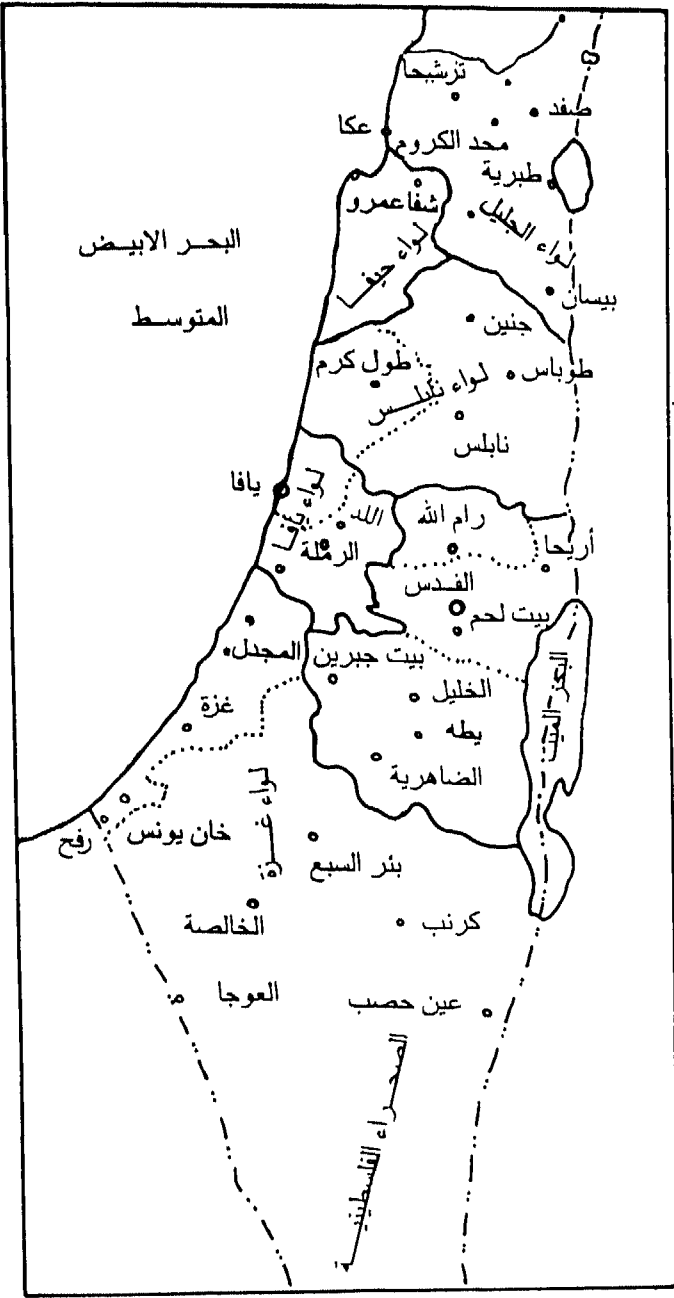 ترشيحا
صفد
عكا
محد الكروم
طبرية
شفاعمرو
لواء الجليل
البحر الابيض
المتوسط
لواء حيفا
بيسان
جنين
طول كرم
طوباس
لواء نابلس
نابلس
يافا
لواء يافا
اللد
الرملة
رام الله
أريحا
القدس
بيت لحم
البحر الميت
المجدل
بيت جبرين
الخليل
يطه
الضاهرية
غزة
لواء غزة
خان يونس
رفح
بئر السبع
الخالصة
كرنب
العوجا
عين حصب
الصحراء الفلسطينية